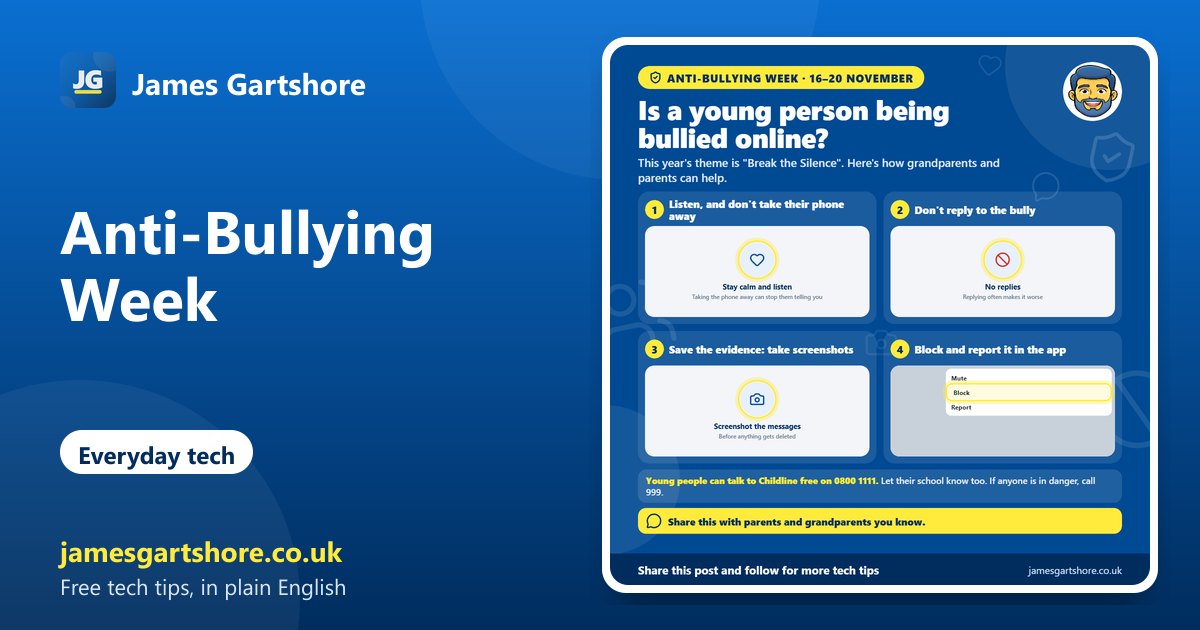 JG
James Gartshore
Anti-Bullying
Week
Everyday tech
jamesgartshore.co.uk
Free tech tips, in plain English
ANTI-BULLYING WEEK · 16–20 NOVEMBER
Is a young person being
bullied online?
This year's theme is "Break the Silence". Here's how grandparents and
parents can help.
1 Listen, and don't take their phone
away
Stay calm and listen
Taking the phone away can stop them telling you
2 Don't reply to the bully
No replies
Replying often makes it worse
3 Save the evidence: take screenshots
Screenshot the messages
Before anything gets deleted
4 Block and report it in the app
Mute
Block
Report
Young people can talk to Childline free on 0800 1111. Let their school know too. If anyone is in danger, call
999.
Share this with parents and grandparents you know.
Share this post and follow for more tech tips
jamesgartshore.co.uk